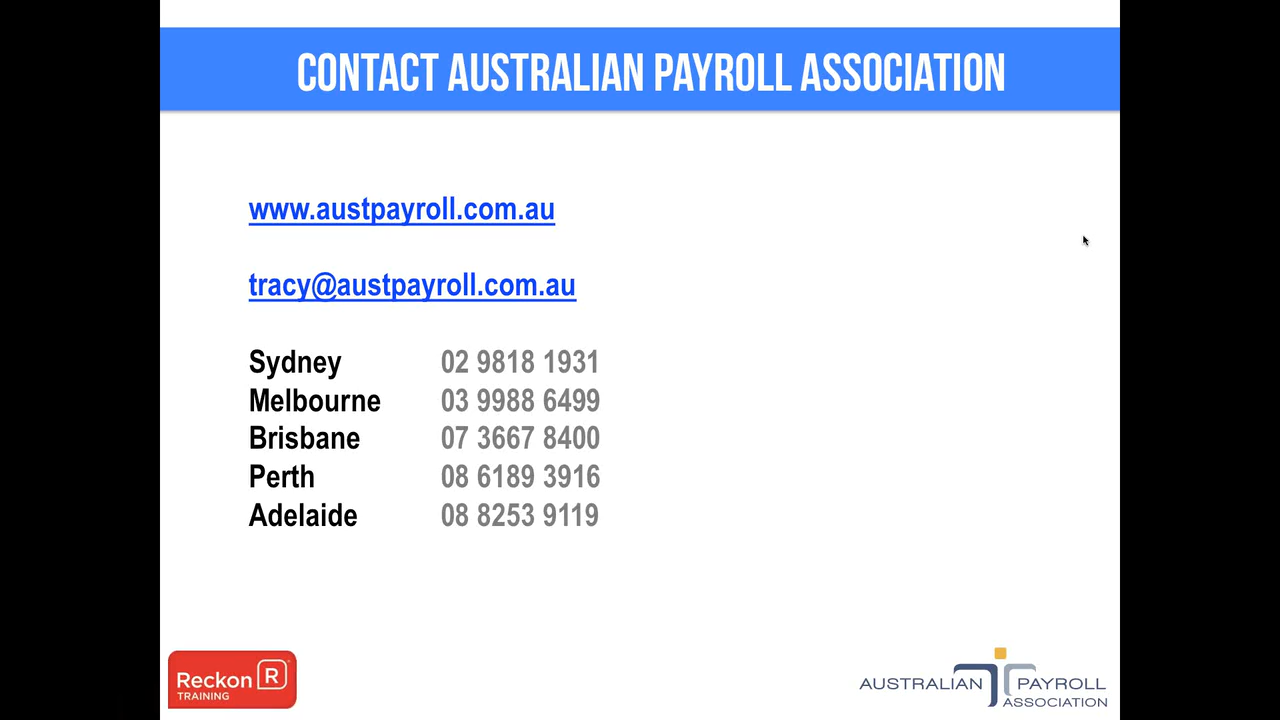 CONTACT AUSTRALIAN PAYROLL ASSOCIATION
www.austpayroll.com.au
tracy@austpayroll.com.au
Sydney 02 9818 1931
Melbourne 03 9988 6499
Brisbane 07 3667 8400
Perth 08 6189 3916
Adelaide 08 8253 9119
Reckon R
TRAINING
AUSTRALIAN PAYROLL
ASSOCIATION